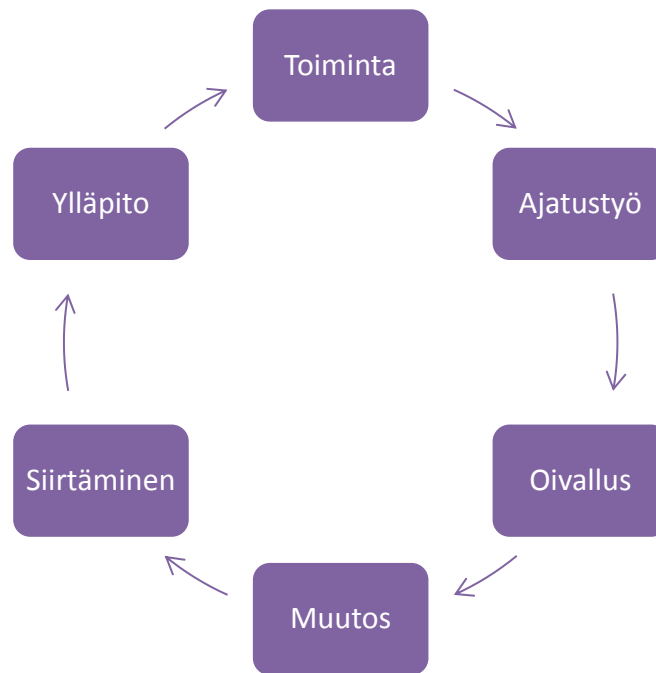 Toiminta
Ajatustyö
Oivallus
Muutos
Siirtäminen
Ylläpito